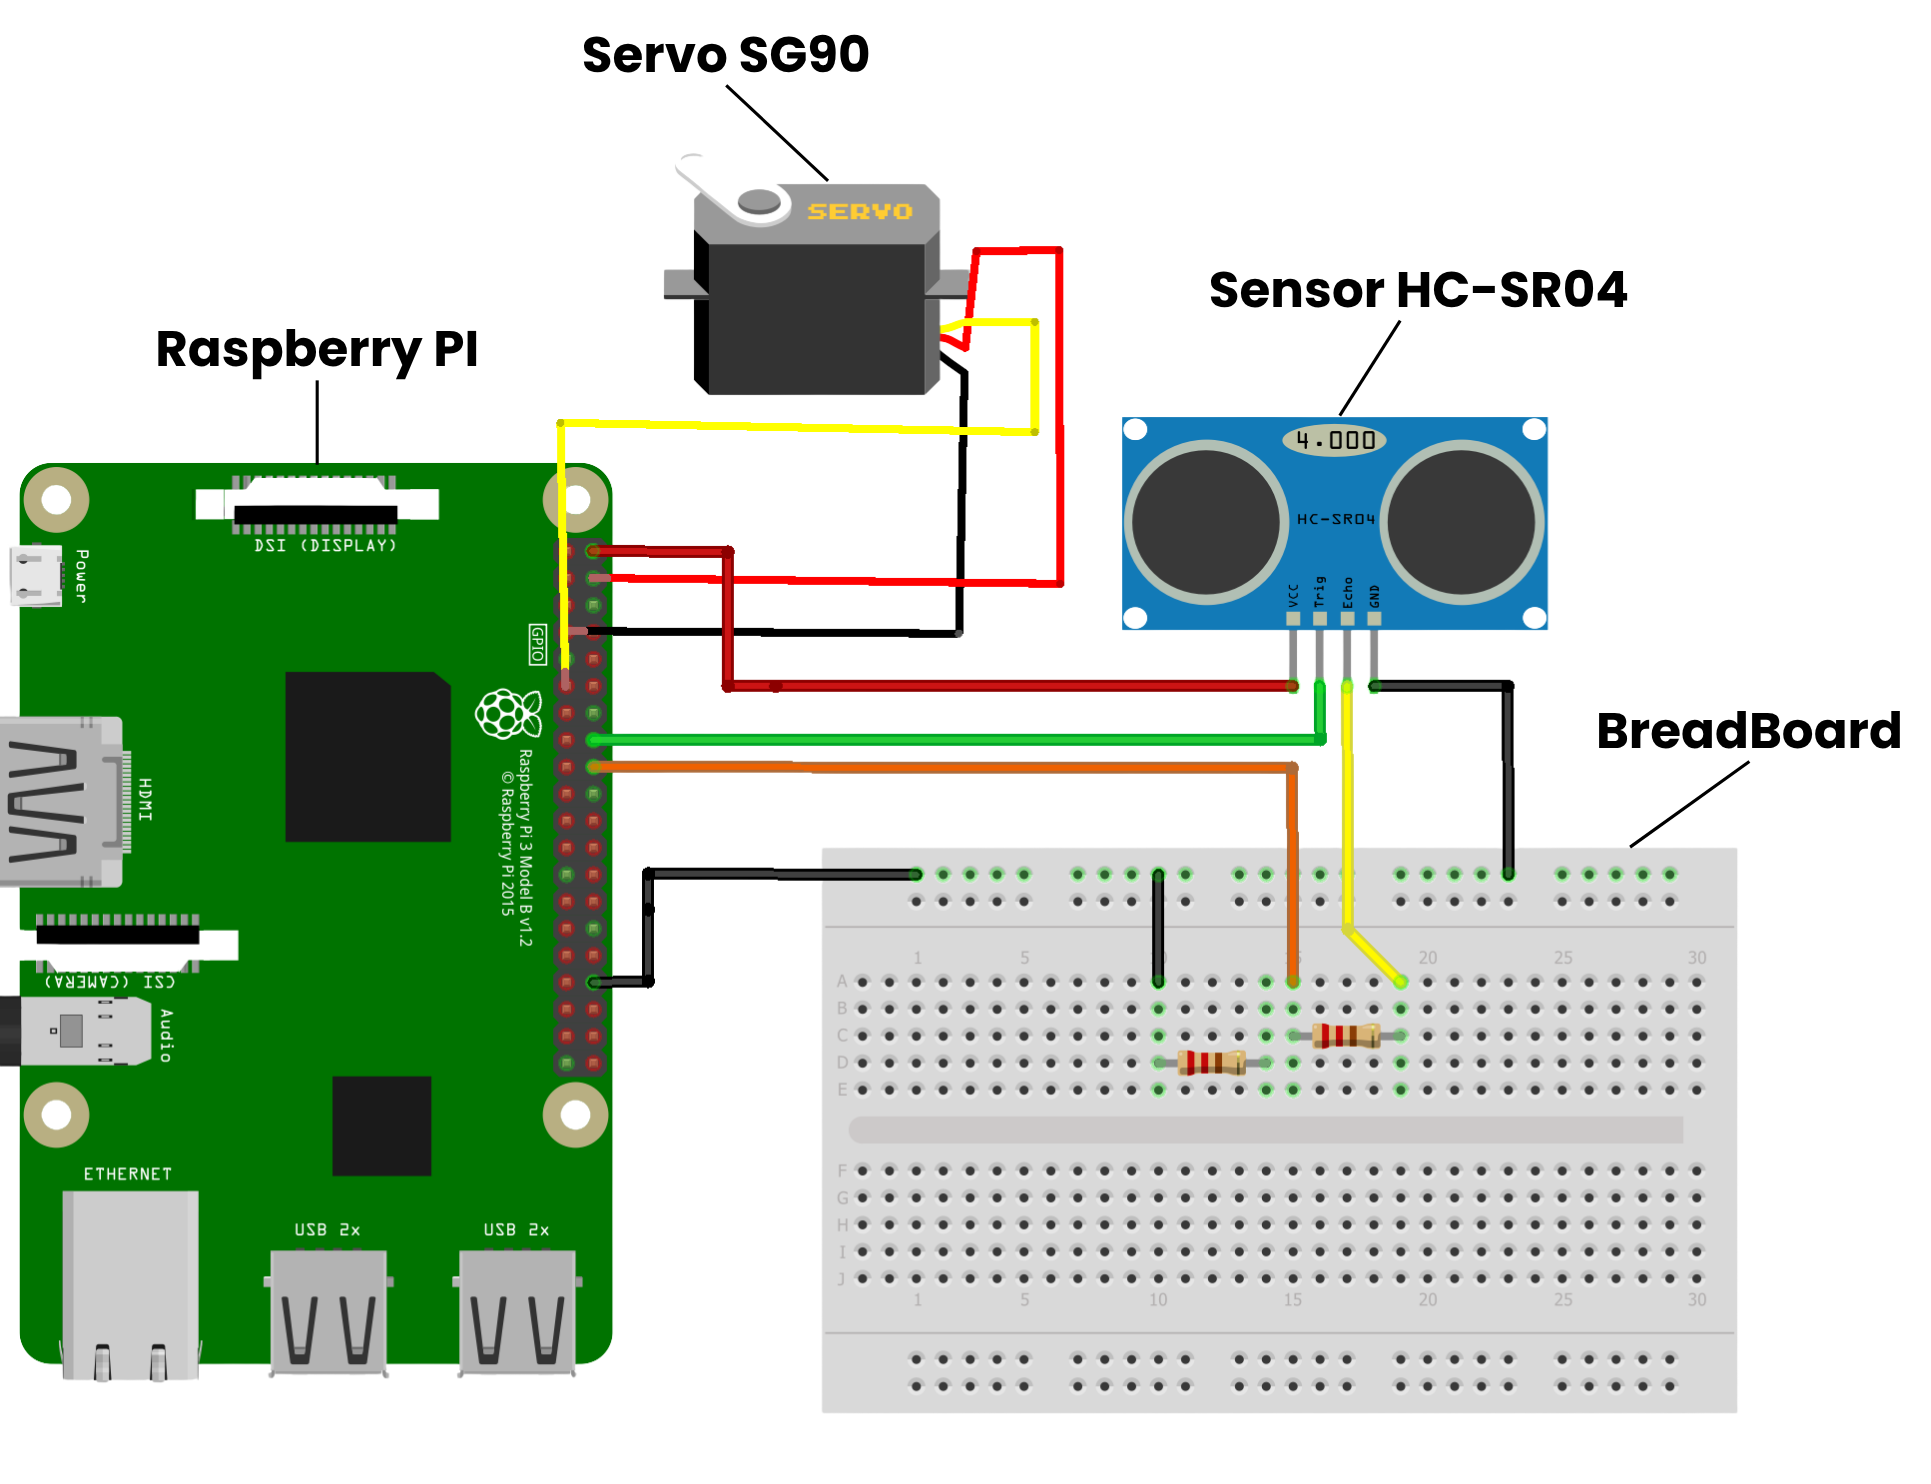 Servo SG90
SERVO
Sensor HC-SR04
Raspberry PI
4.000
HC-SR04
VCC
Trig
Echo
GND
DSI (DISPLAY)
Power
GPIO
HDMI
Raspberry Pi 3 Model B v1.2
© Raspberry Pi 2015
BreadBoard
CSI (CAMERA)
Audio
ETHERNET
USB 2x
USB 2x
1 5 15 20 25 30
A
B
C
D
E
F
G
H
I
J
1 5 10 15 20 25 30